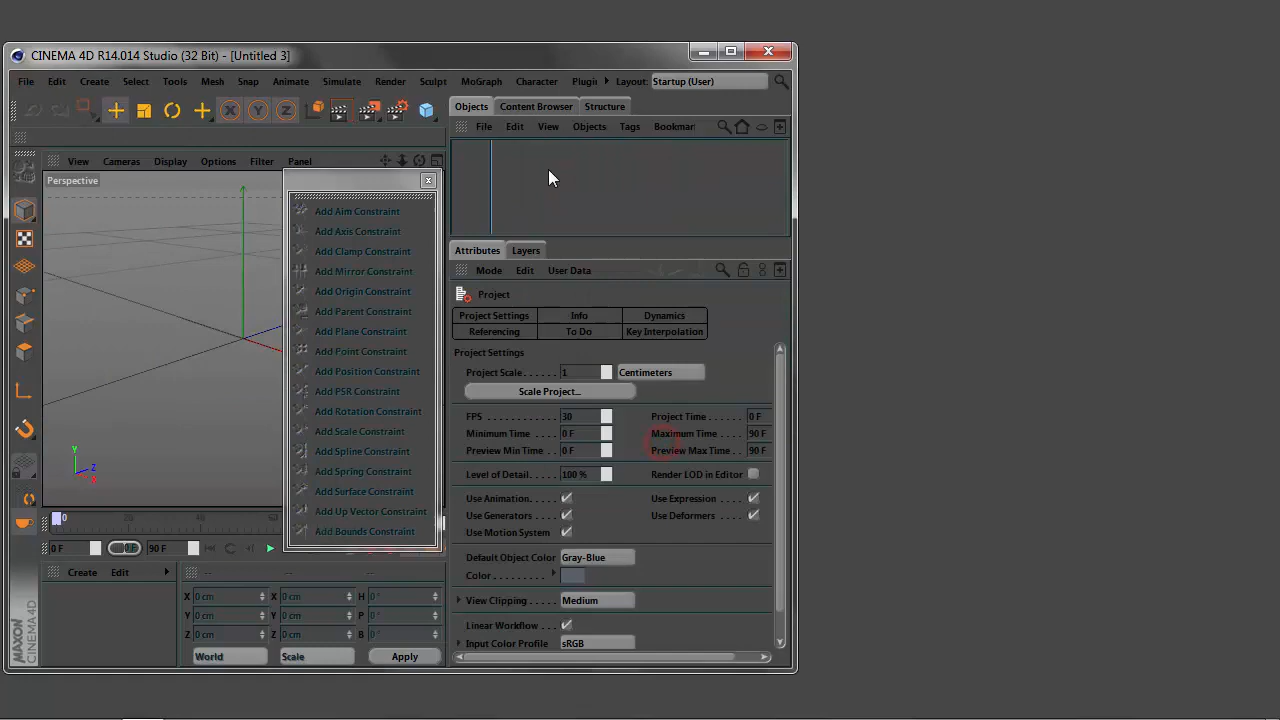 CINEMA 4D R14.014 Studio (32 Bit) - [Untitled 3]
File Edit Create Select Tools Mesh Snap Animate Simulate Render Sculpt MoGraph Character Plugin Layout: Startup (User)
X Y Z
Objects Content Browser Structure
File Edit View Objects Tags Bookmar
View Cameras Display Options Filter Panel
Perspective
Add Aim Constraint
Add Axis Constraint
Add Clamp Constraint
Add Mirror Constraint
Add Origin Constraint
Add Parent Constraint
Add Plane Constraint
Add Point Constraint
Add Position Constraint
Add PSR Constraint
Add Rotation Constraint
Add Scale Constraint
Add Spline Constraint
Add Spring Constraint
Add Surface Constraint
Add Up Vector Constraint
Add Bounds Constraint
Y
Z
X
Attributes Layers
Mode Edit User Data
Project
Project Settings Info Dynamics
Referencing To Do Key Interpolation
Project Settings
Project Scale 1 Centimeters
Scale Project...
FPS 30 Project Time 0 F
Minimum Time 0 F Maximum Time 90 F
Preview Min Time 0 F Preview Max Time 90 F
Level of Detail 100 % Render LOD in Editor
Use Animation Use Expression
Use Generators Use Deformers
Use Motion System
Default Object Color Gray-Blue
Color
View Clipping Medium
Linear Workflow
Input Color Profile sRGB
0 20 40 50
0 F 0 F 90 F
Create Edit -- -- --
X 0 cm X 0 cm H 0 °
Y 0 cm Y 0 cm P 0 °
Z 0 cm Z 0 cm B 0 °
World Scale Apply
MAXON
CINEMA 4D